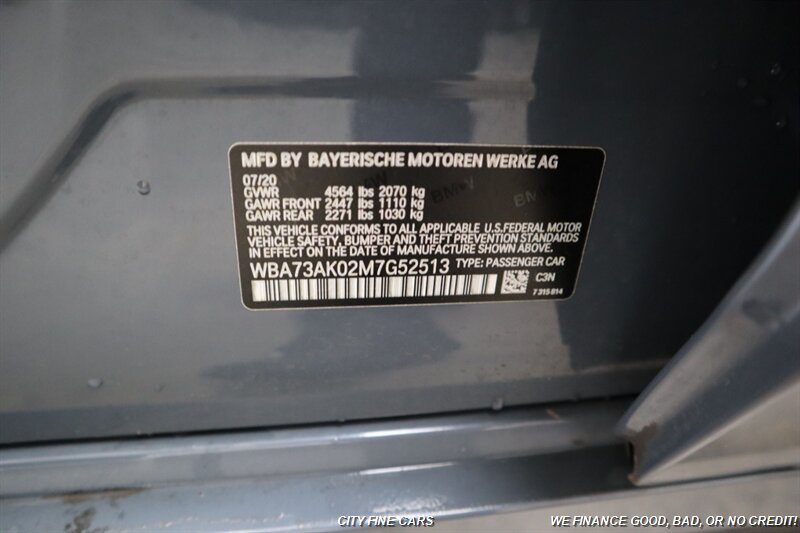 MFD BY BAYERISCHE MOTOREN WERKE AG
07/20
GVWR 4564 lbs 2070 kg
GAWR FRONT 2447 lbs 1110 kg
GAWR REAR 2271 lbs 1030 kg
THIS VEHICLE CONFORMS TO ALL APPLICABLE U.S.FEDERAL MOTOR
VEHICLE SAFETY, BUMPER AND THEFT PREVENTION STANDARDS
IN EFFECT ON THE DATE OF MANUFACTURE SHOWN ABOVE.
WBA73AK02M7G52513 TYPE: PASSENGER CAR
C3N
7 315 814
CITY FINE CARS WE FINANCE GOOD, BAD, OR NO CREDIT!